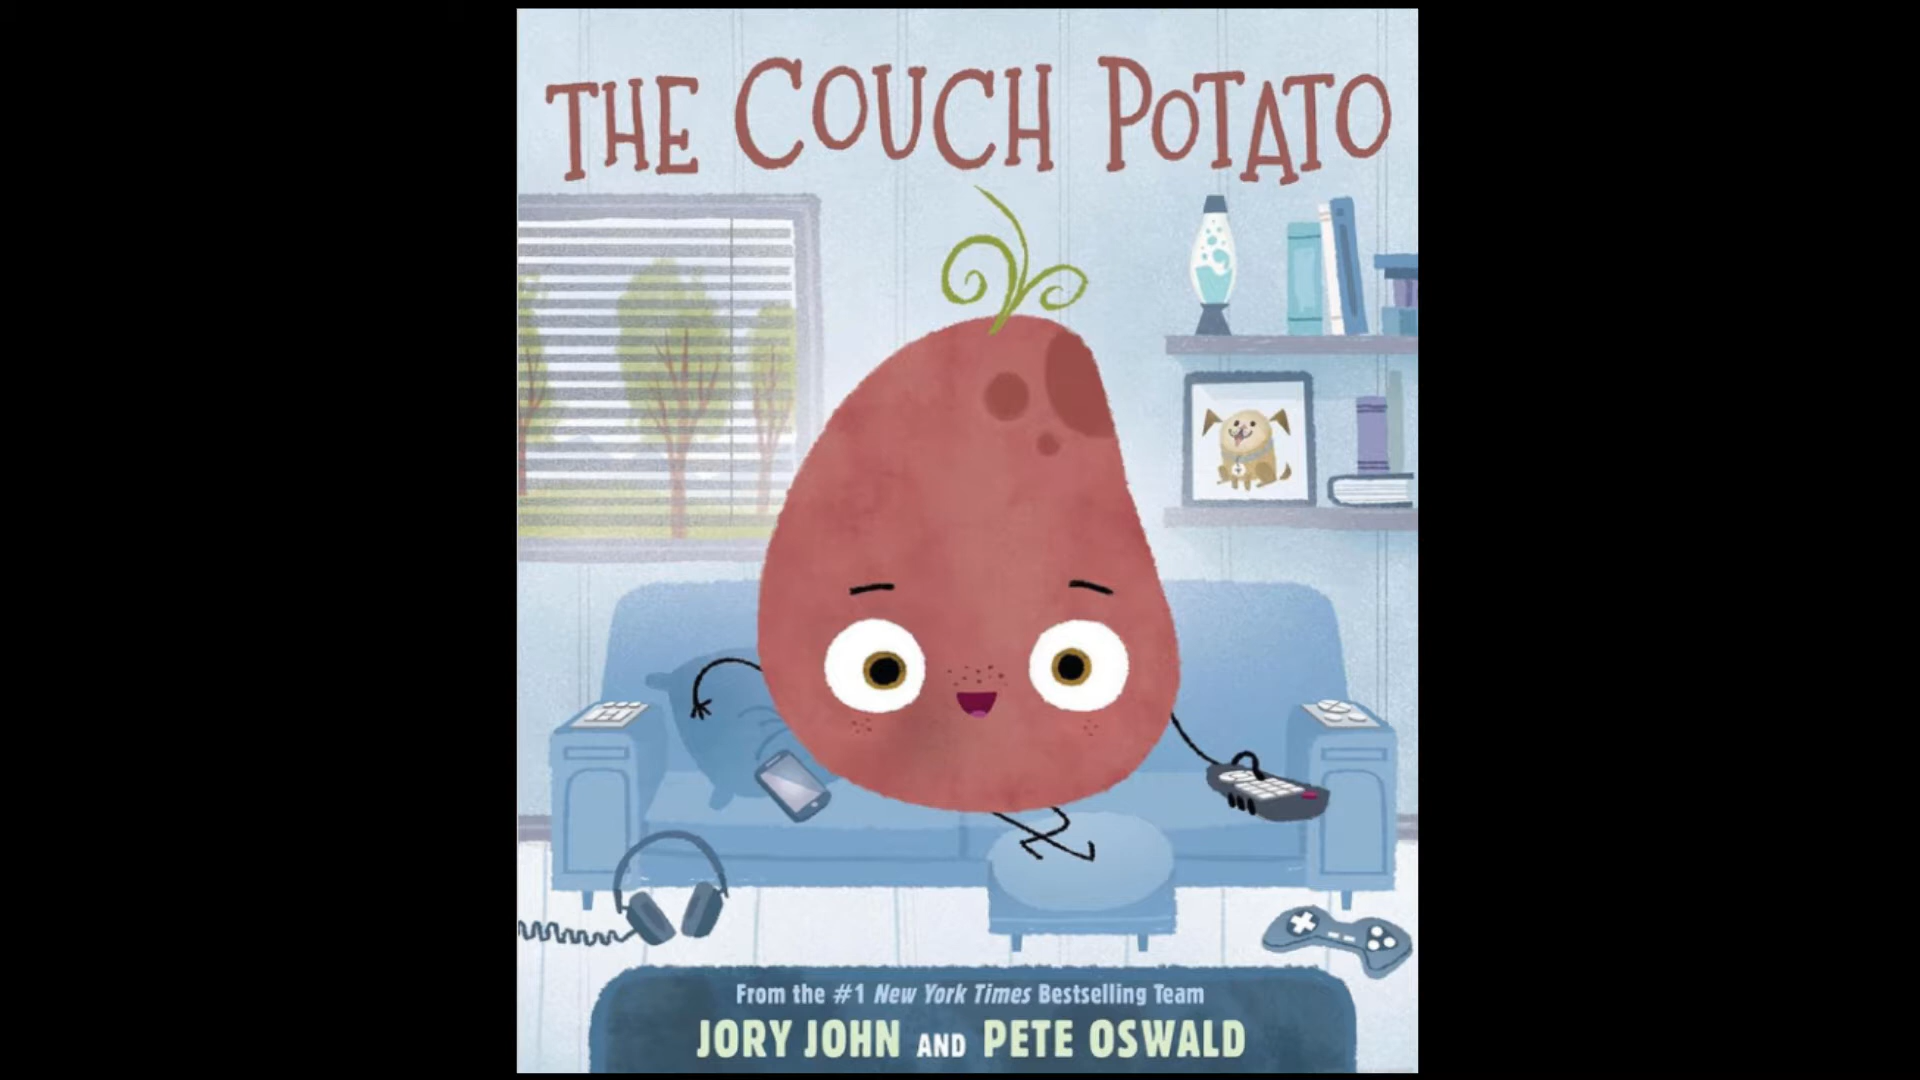 THE COUCH POTATO
From the #1 New York Times Bestselling Team
JORY JOHN AND PETE OSWALD